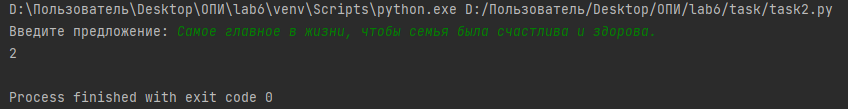 D:\Пользователь\Desktop\ОПИ\lab6\venv\Scripts\python.exe D:/Пользователь/Desktop/ОПИ/lab6/task/task2.py
Введите предложение: Самое главное в жизни, чтобы семья была счастлива и здорова.
2
Process finished with exit code 0